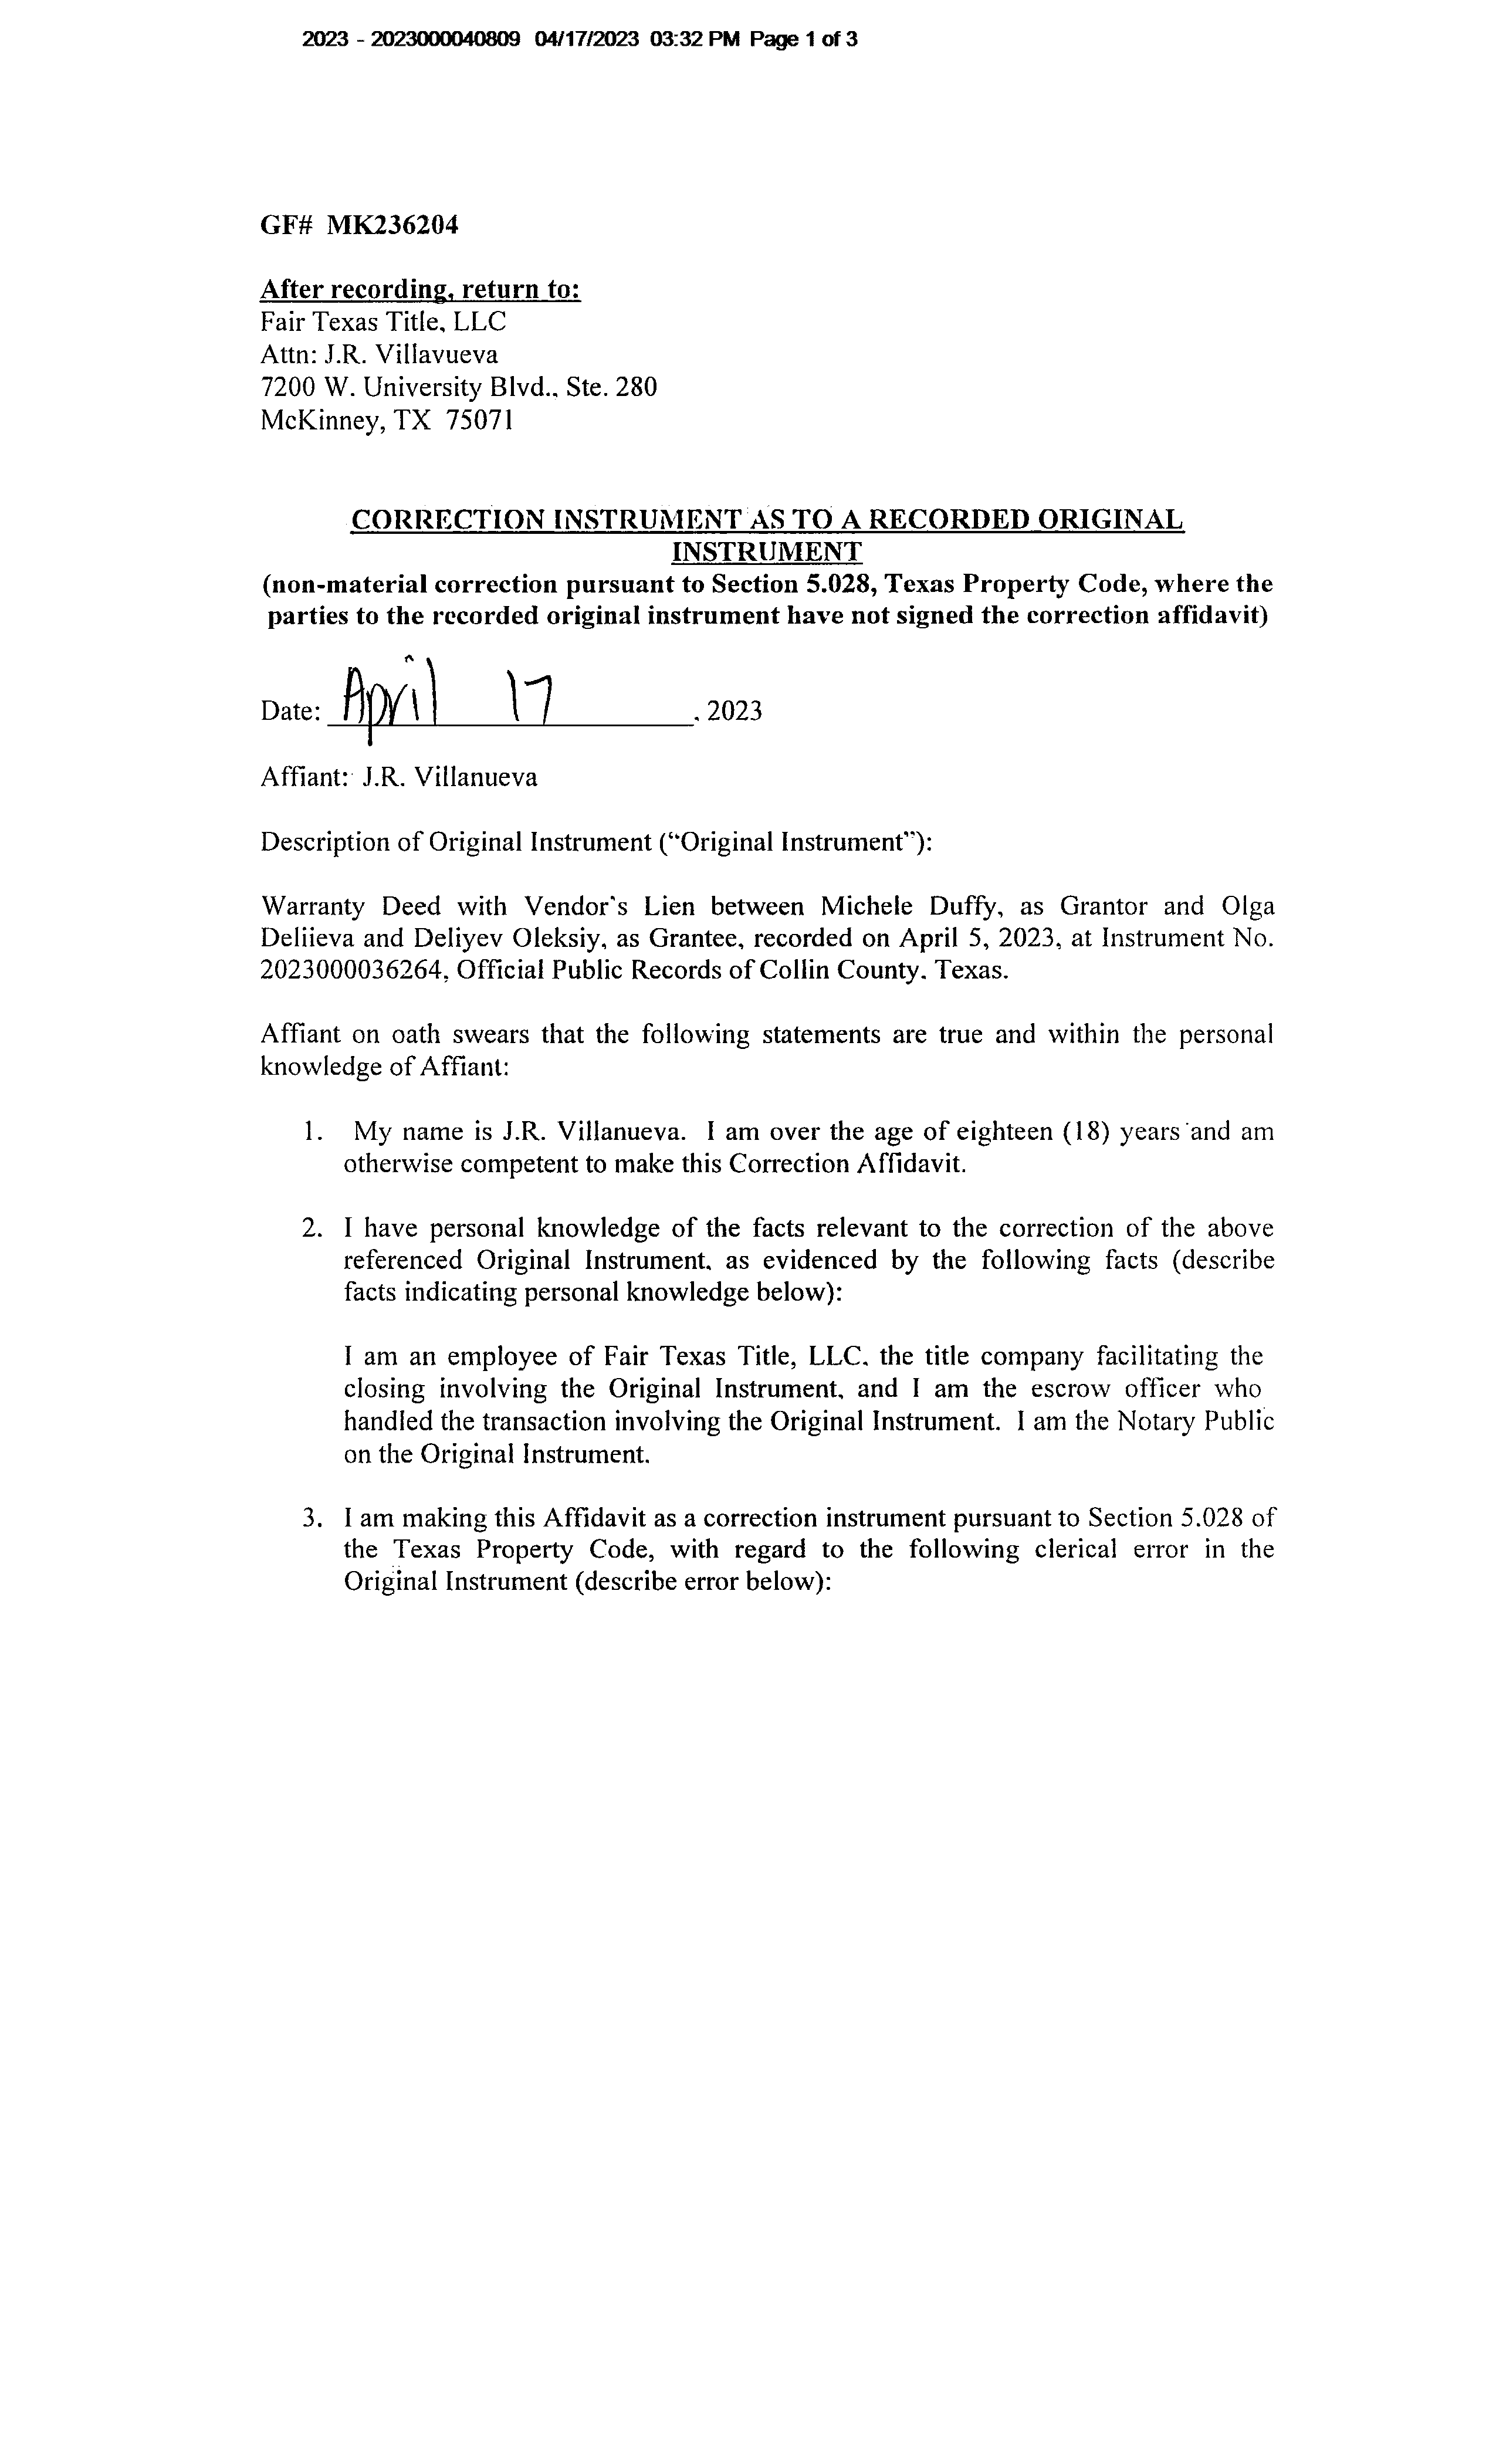 2023 - 2023000040809 04/17/2023 03:32 PM Page 1 of 3
GF# MK236204
After recording, return to:
Fair Texas Title, LLC
Attn: J.R. Villavueva
7200 W. University Blvd., Ste. 280
McKinney, TX 75071
CORRECTION INSTRUMENT AS TO A RECORDED ORIGINAL
INSTRUMENT
(non-material correction pursuant to Section 5.028, Texas Property Code, where the
parties to the recorded original instrument have not signed the correction affidavit)
Date: April 17, 2023
Affiant: J.R. Villanueva
Description of Original Instrument ("Original Instrument"):
Warranty Deed with Vendor's Lien between Michele Duffy, as Grantor and Olga
Deliieva and Deliyev Oleksiy, as Grantee, recorded on April 5, 2023, at Instrument No.
2023000036264, Official Public Records of Collin County, Texas.
Affiant on oath swears that the following statements are true and within the personal
knowledge of Affiant:
1. My name is J.R. Villanueva. I am over the age of eighteen (18) years and am
otherwise competent to make this Correction Affidavit.
2. I have personal knowledge of the facts relevant to the correction of the above
referenced Original Instrument, as evidenced by the following facts (describe
facts indicating personal knowledge below):
I am an employee of Fair Texas Title, LLC, the title company facilitating the
closing involving the Original Instrument, and I am the escrow officer who
handled the transaction involving the Original Instrument. I am the Notary Public
on the Original Instrument.
3. I am making this Affidavit as a correction instrument pursuant to Section 5.028 of
the Texas Property Code, with regard to the following clerical error in the
Original Instrument (describe error below):